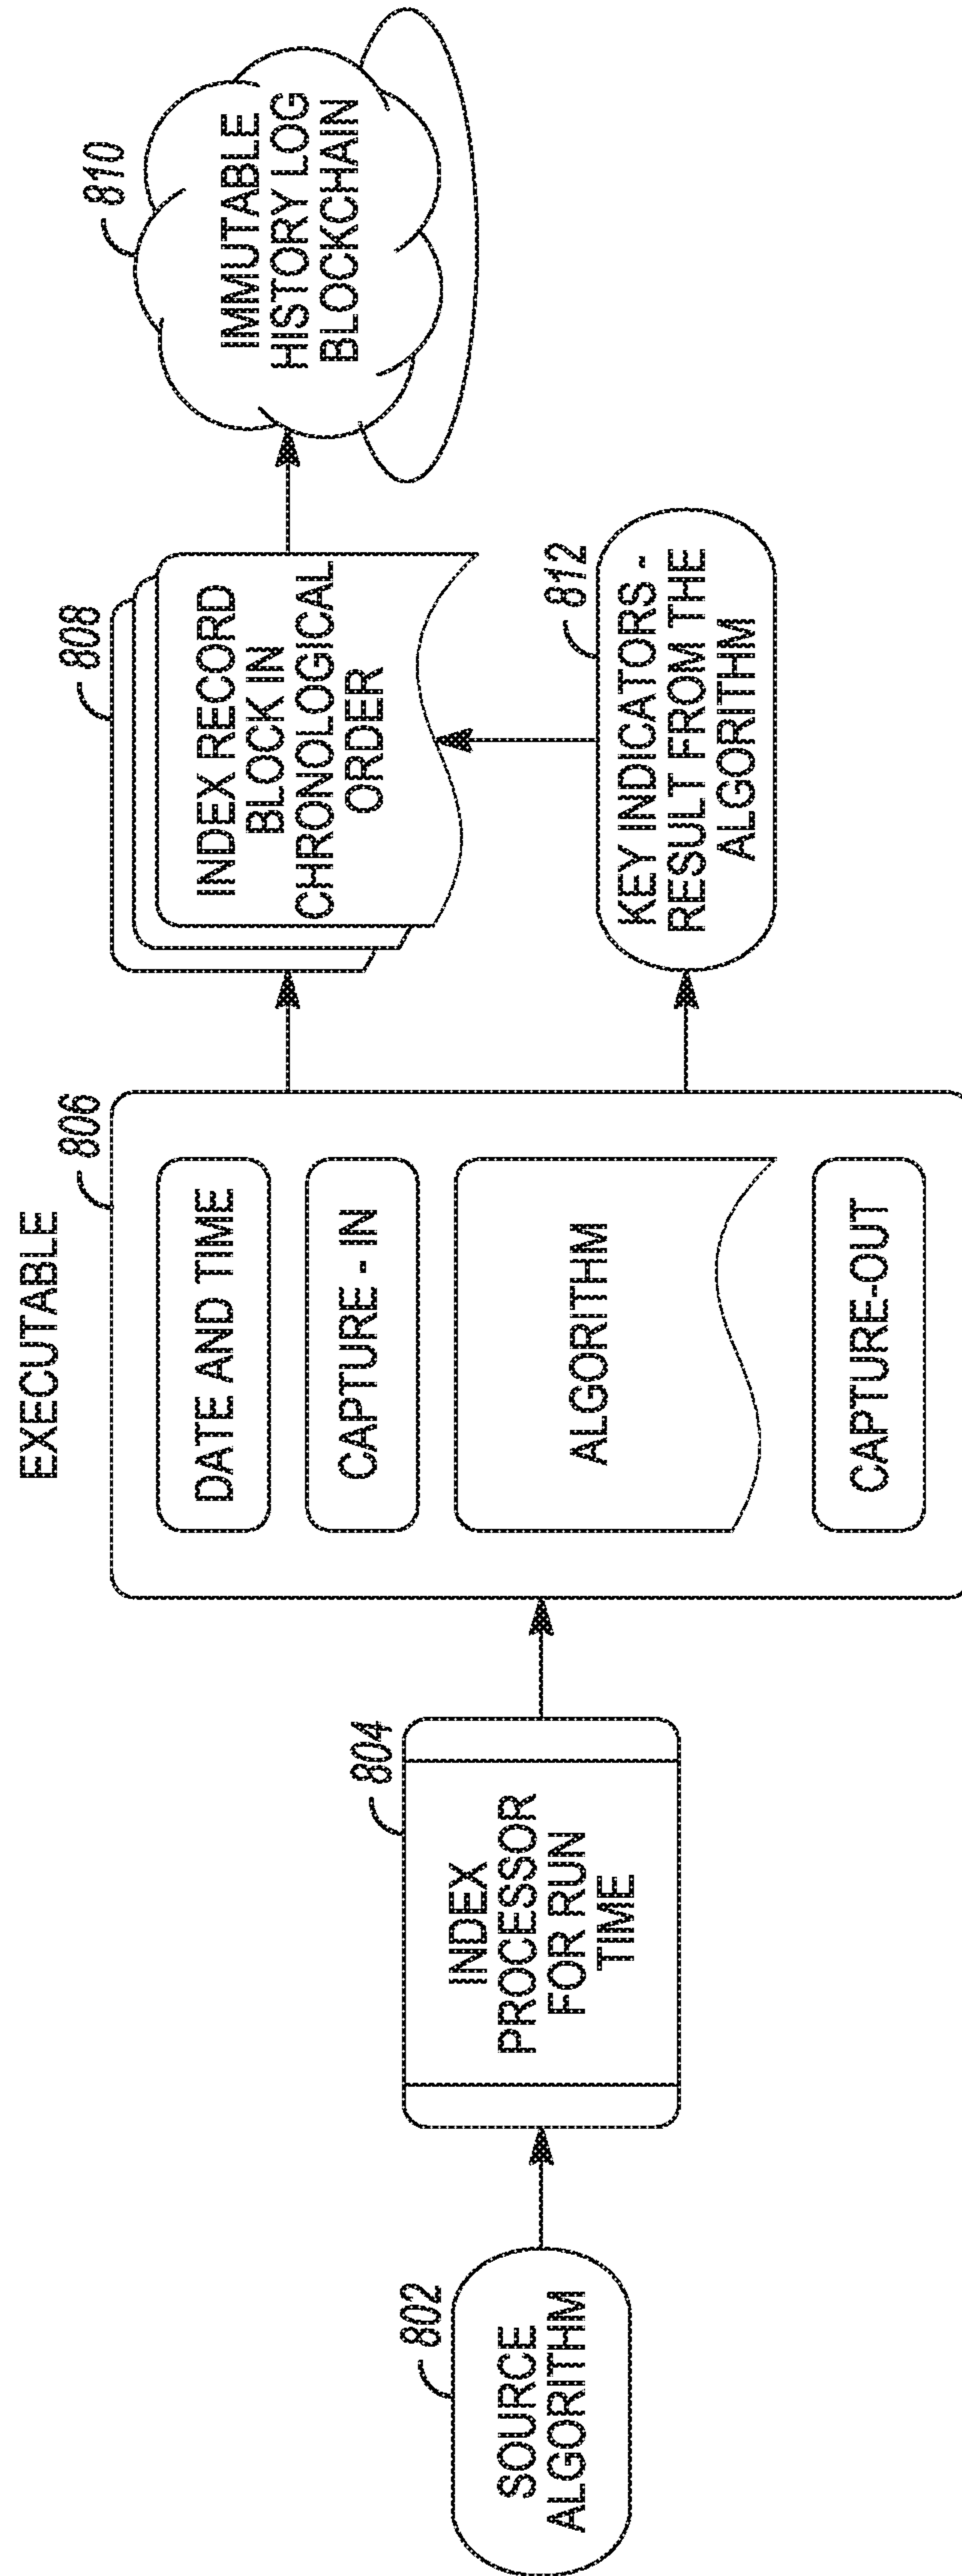 EXECUTABLE
802
SOURCE
ALGORITHM
804
INDEX
PROCESSOR
FOR RUN
TIME
806
DATE AND TIME
CAPTURE - IN
ALGORITHM
CAPTURE-OUT
808
INDEX RECORD
BLOCK IN
CHRONOLOGICAL
ORDER
812
KEY INDICATORS-
RESULT FROM THE
ALGORITHM
810
IMMUTABLE
HISTORY LOG
BLOCKCHAIN